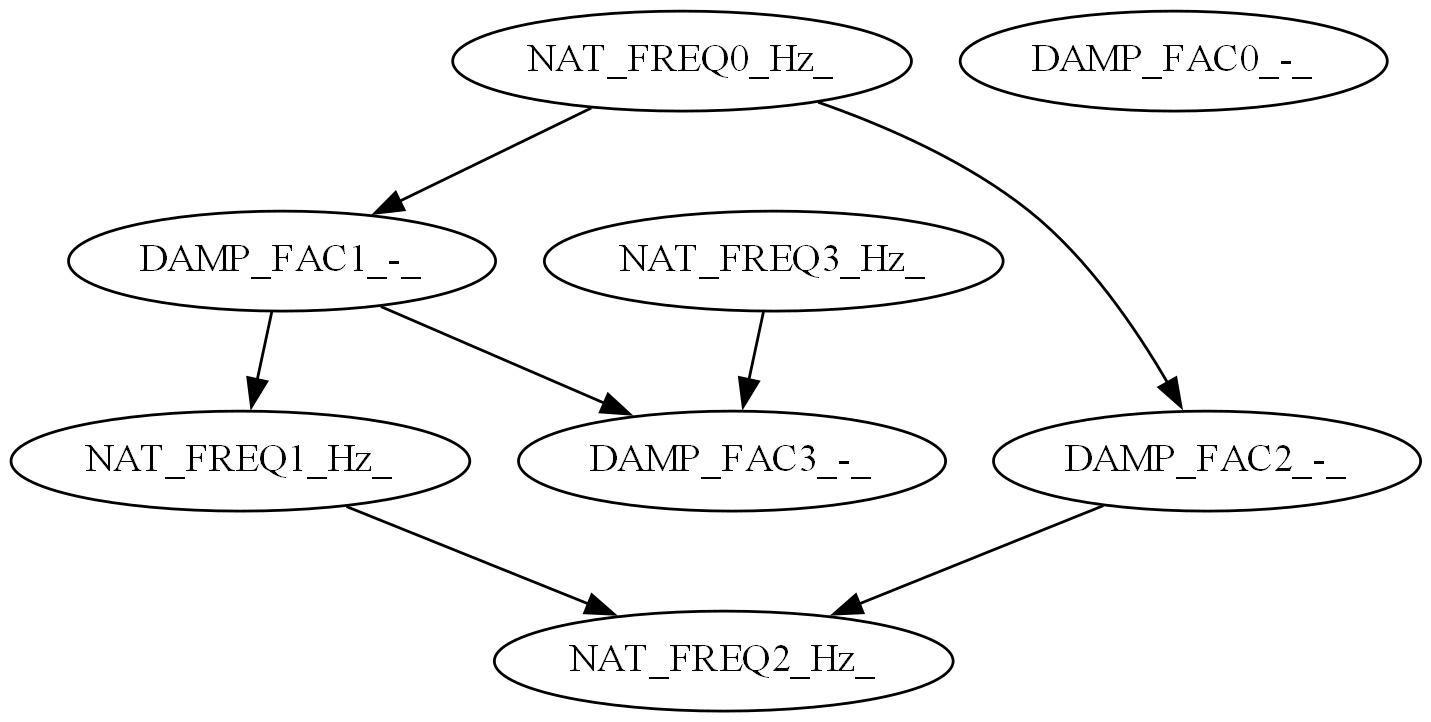 NAT_FREQ0_Hz_
DAMP_FAC0_-_
DAMP_FAC1_-_
NAT_FREQ3_Hz_
NAT_FREQ1_Hz_
DAMP_FAC3_-_
DAMP_FAC2_-_
NAT_FREQ2_Hz_